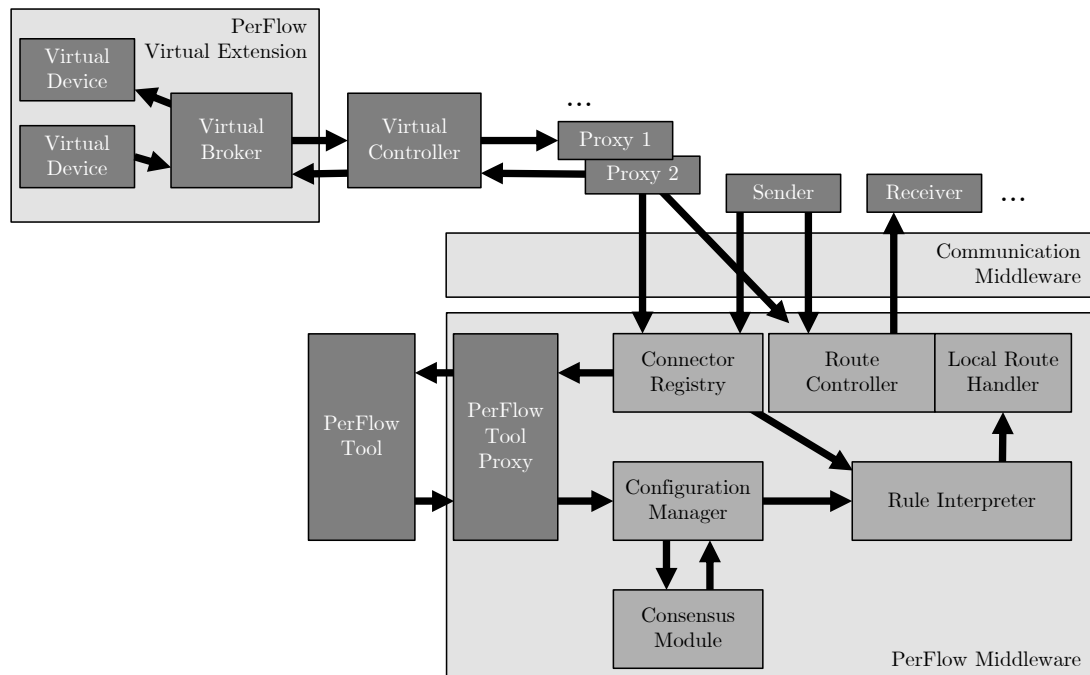 PerFlow
Virtual Extension
Virtual
Device
Virtual
Device
Virtual
Broker
Virtual
Controller
...
Proxy 1
Proxy 2
Sender
Receiver
...
Communication
Middleware
PerFlow
Tool
PerFlow
Tool
Proxy
Connector
Registry
Route
Controller
Local Route
Handler
Configuration
Manager
Rule Interpreter
Consensus
Module
PerFlow Middleware